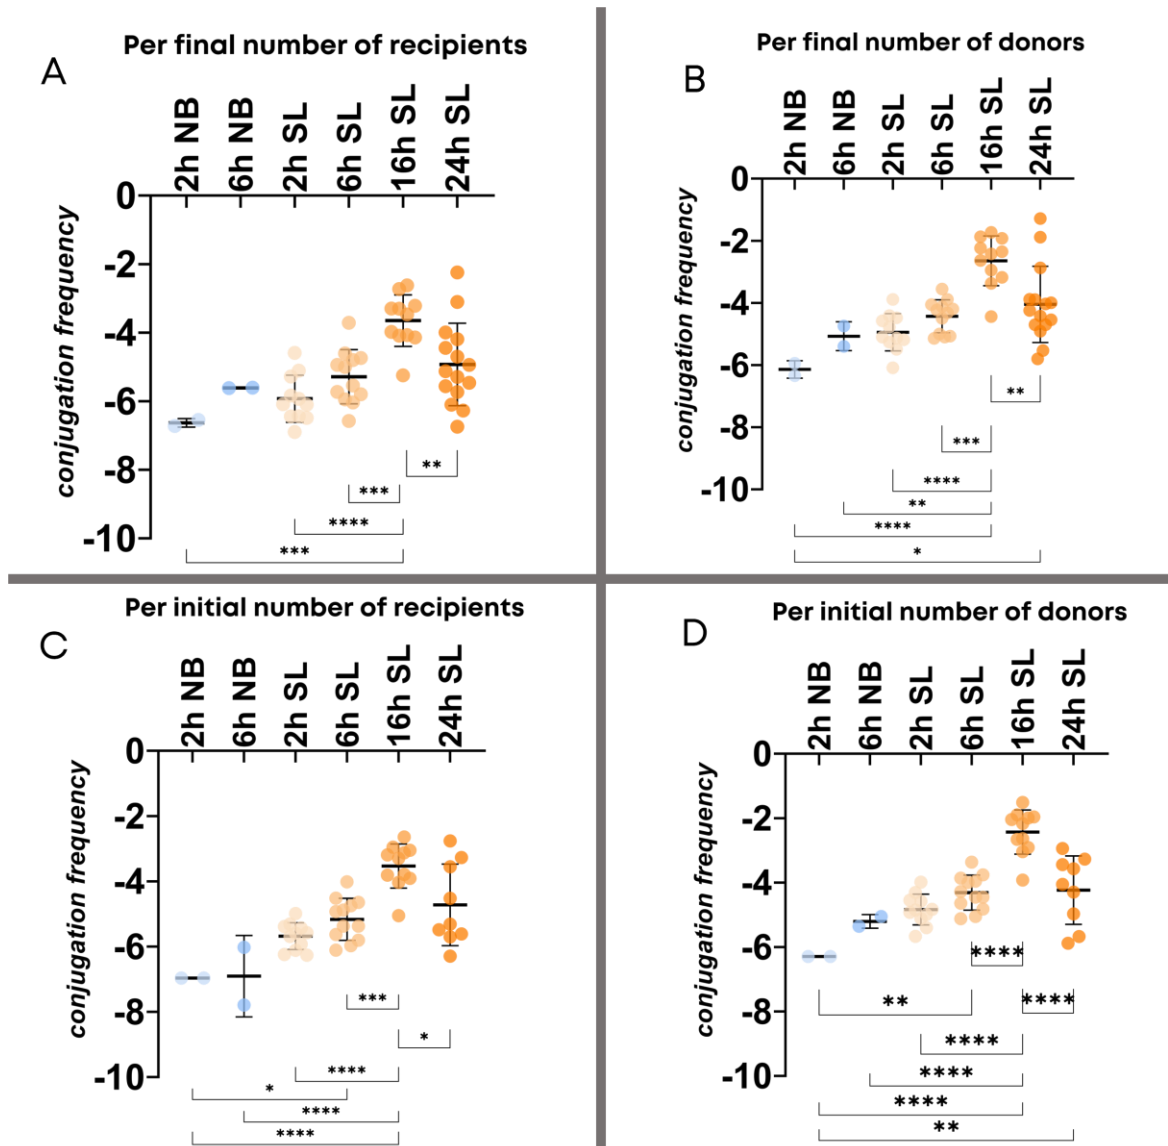 A
Per final number of recipients
2h NB
6h NB
2h SL
6h SL
16h SL
24h SL
conjugation frequency
0
-2
-4
-6
-8
-10
**
***
****
***
B
Per final number of donors
2h NB
6h NB
2h SL
6h SL
16h SL
24h SL
conjugation frequency
0
-2
-4
-6
-8
-10
**
***
****
**
****
*
C
Per initial number of recipients
2h NB
6h NB
2h SL
6h SL
16h SL
24h SL
conjugation frequency
0
-2
-4
-6
-8
-10
***
*
****
*
****
****
D
Per initial number of donors
2h NB
6h NB
2h SL
6h SL
16h SL
24h SL
conjugation frequency
0
-2
-4
-6
-8
-10
****
**
****
****
****
****
**